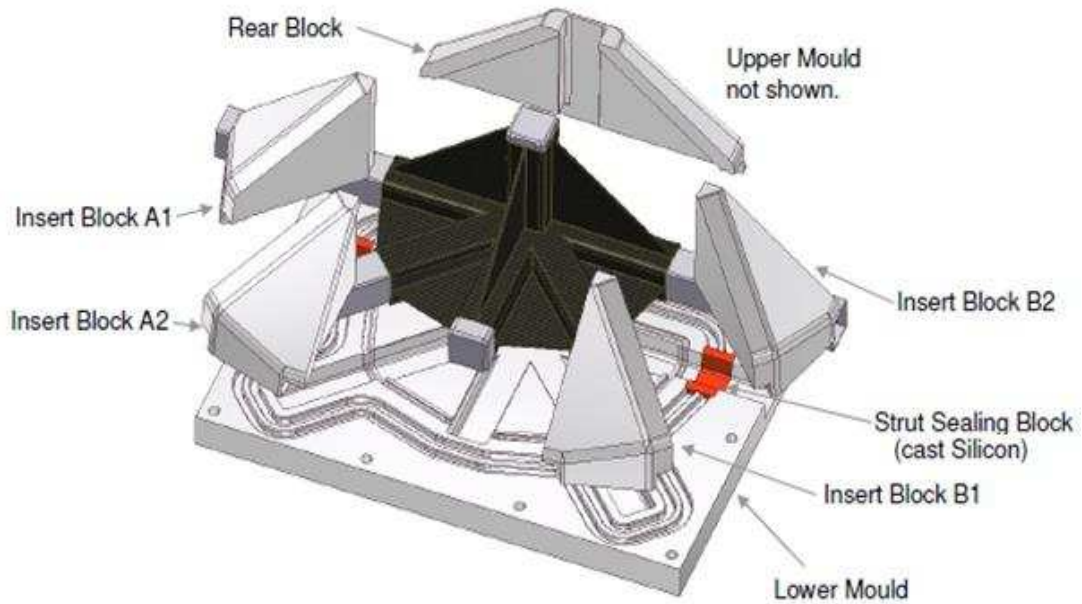 Rear Block
Upper Mould
not shown.
Insert Block A1
Insert Block A2
Insert Block B2
Strut Sealing Block
(cast Silicon)
Insert Block B1
Lower Mould